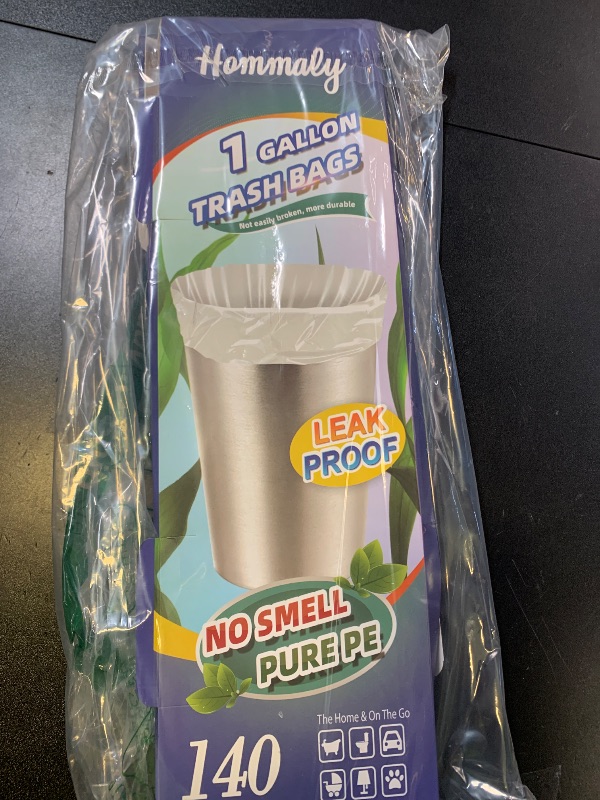 Hommaly
1 GALLON
TRASH BAGS
Not easily broken, more durable
LEAK
PROOF
NO SMELL
PURE PE
The Home & On The Go
140